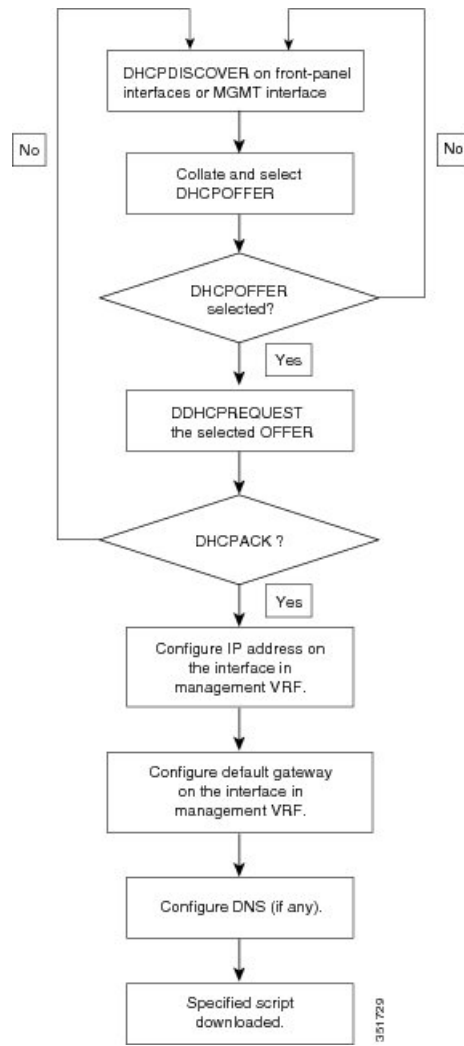 DHCPDISCOVER on front-panel
interfaces or MGMT interface
No
No
Collate and select
DHCPOFFER
DHCPOFFER
selected?
Yes
DDHCPREQUEST
the selected OFFER
DHCPACK ?
Yes
Configure IP address on
the interface in
management VRF.
Configure default gateway
on the interface in
management VRF.
Configure DNS (if any).
Specified script
downloaded.
351729